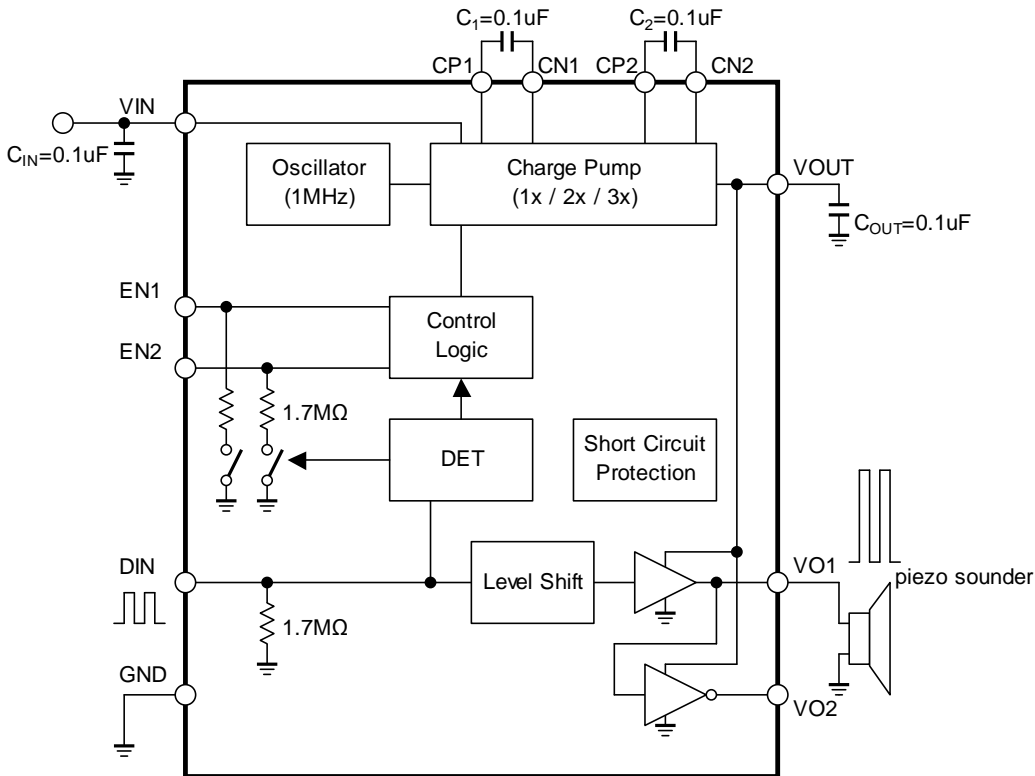 C1=0.1uF
C2=0.1uF
CP1
CN1
CP2
CN2
VIN
CIN=0.1uF
Oscillator
(1MHz)
Charge Pump
(1x / 2x / 3x)
VOUT
COUT=0.1uF
EN1
EN2
Control
Logic
1.7MΩ
DET
Short Circuit
Protection
DIN
Level Shift
VO1
piezo sounder
1.7MΩ
GND
VO2